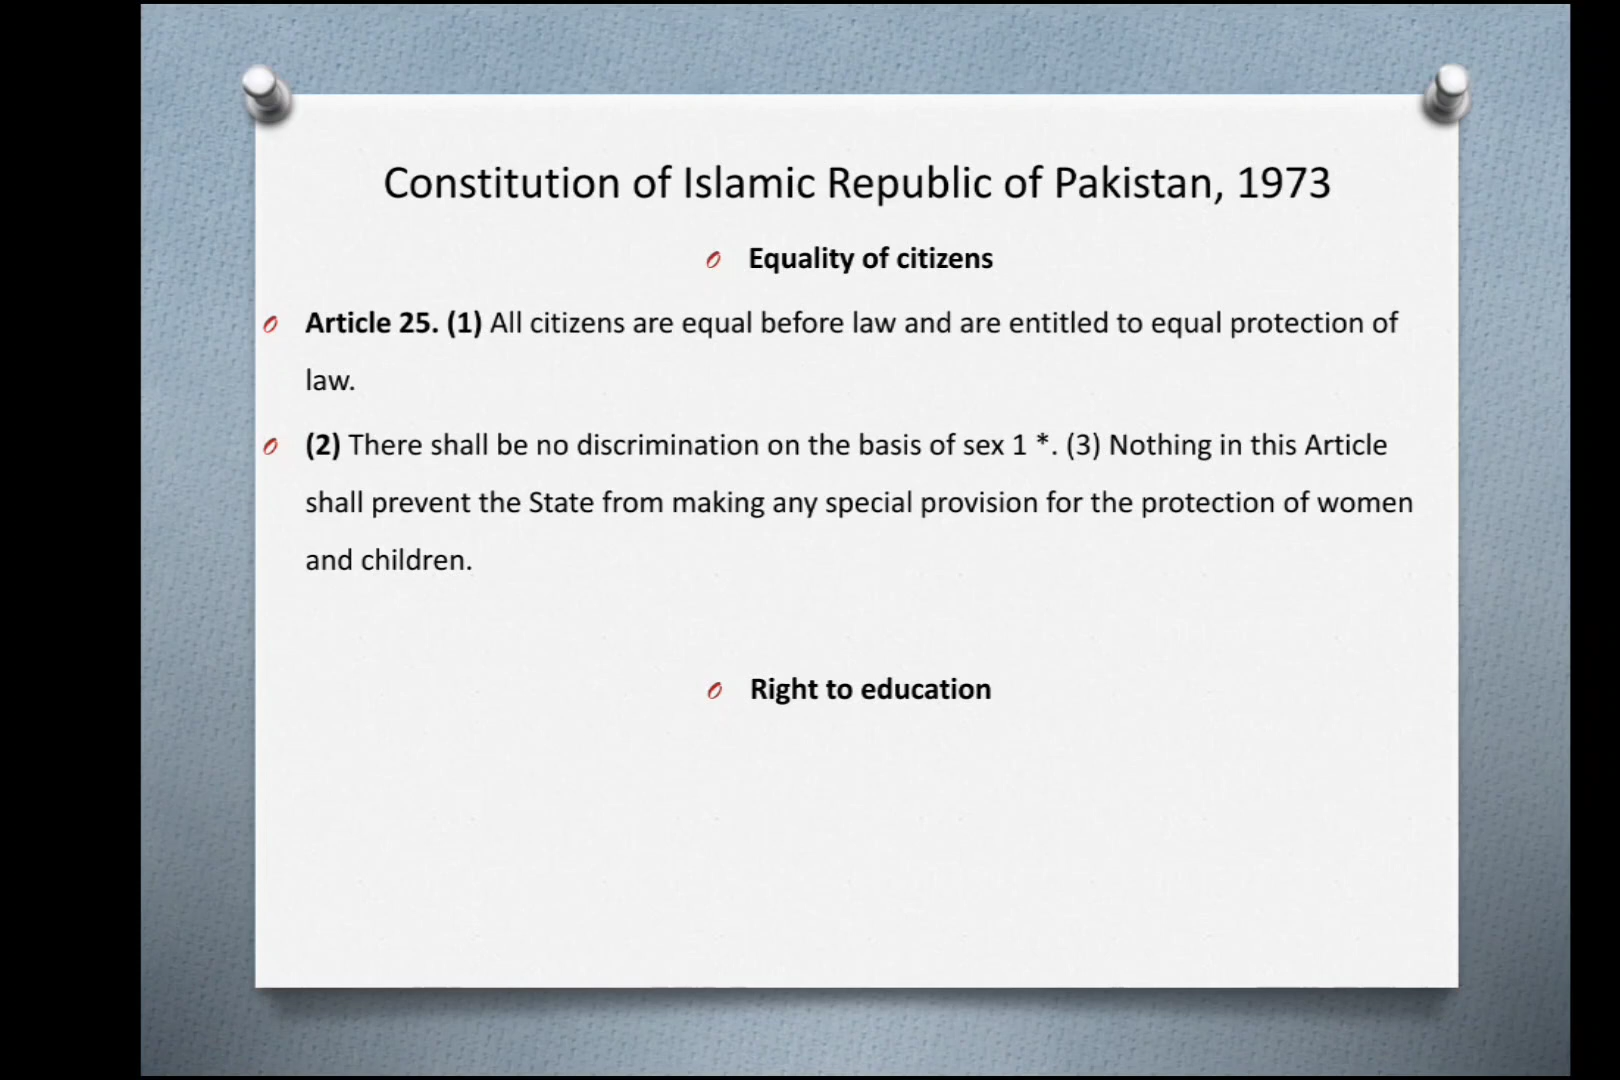 Constitution of Islamic Republic of Pakistan, 1973
Equality of citizens
Article 25. (1) All citizens are equal before law and are entitled to equal protection of
law.
(2) There shall be no discrimination on the basis of sex 1 *. (3) Nothing in this Article
shall prevent the State from making any special provision for the protection of women
and children.
Right to education